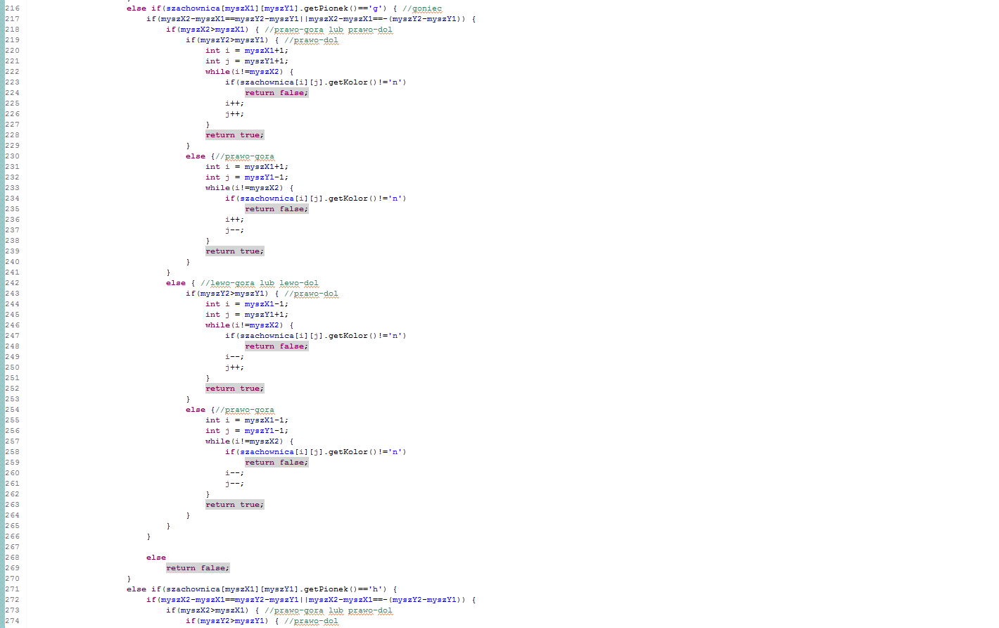 216 else if(szachownica[myszX1][myszY1].getPionek()=='g') { //goniec
217 if(myszX2-myszX1==myszY2-myszY1||myszX2-myszX1==-(myszY2-myszY1)) {
218 if(myszX2>myszX1) { //prawo-gora lub prawo-dol
219 if(myszY2>myszY1) { //prawo-dol
220 int i = myszX1+1;
221 int j = myszY1+1;
222 while(i!=myszX2) {
223 if(szachownica[i][j].getKolor()!='n')
224 return false;
225 i++;
226 j++;
227 }
228 return true;
229 }
230 else {//prawo-gora
231 int i = myszX1+1;
232 int j = myszY1-1;
233 while(i!=myszX2) {
234 if(szachownica[i][j].getKolor()!='n')
235 return false;
236 i++;
237 j--;
238 }
239 return true;
240 }
241 }
242 else { //lewo-gora lub lewo-dol
243 if(myszY2>myszY1) { //prawo-dol
244 int i = myszX1-1;
245 int j = myszY1+1;
246 while(i!=myszX2) {
247 if(szachownica[i][j].getKolor()!='n')
248 return false;
249 i--;
250 j++;
251 }
252 return true;
253 }
254 else {//prawo-gora
255 int i = myszX1-1;
256 int j = myszY1-1;
257 while(i!=myszX2) {
258 if(szachownica[i][j].getKolor()!='n')
259 return false;
260 i--;
261 j--;
262 }
263 return true;
264 }
265 }
266 }
267
268 else
269 return false;
270 }
271 else if(szachownica[myszX1][myszY1].getPionek()=='h') {
272 if(myszX2-myszX1==myszY2-myszY1||myszX2-myszX1==-(myszY2-myszY1)) {
273 if(myszX2>myszX1) { //prawo-gora lub prawo-dol
274 if(myszY2>myszY1) { //prawo-dol